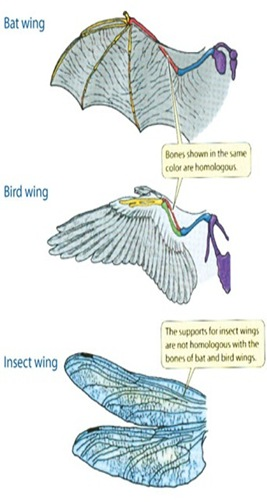 Bat wing
Bones shown in the same
color are homologous.
Bird wing
The supports for insect wings
are not homologous with the
bones of bat and bird wings.
Insect wing